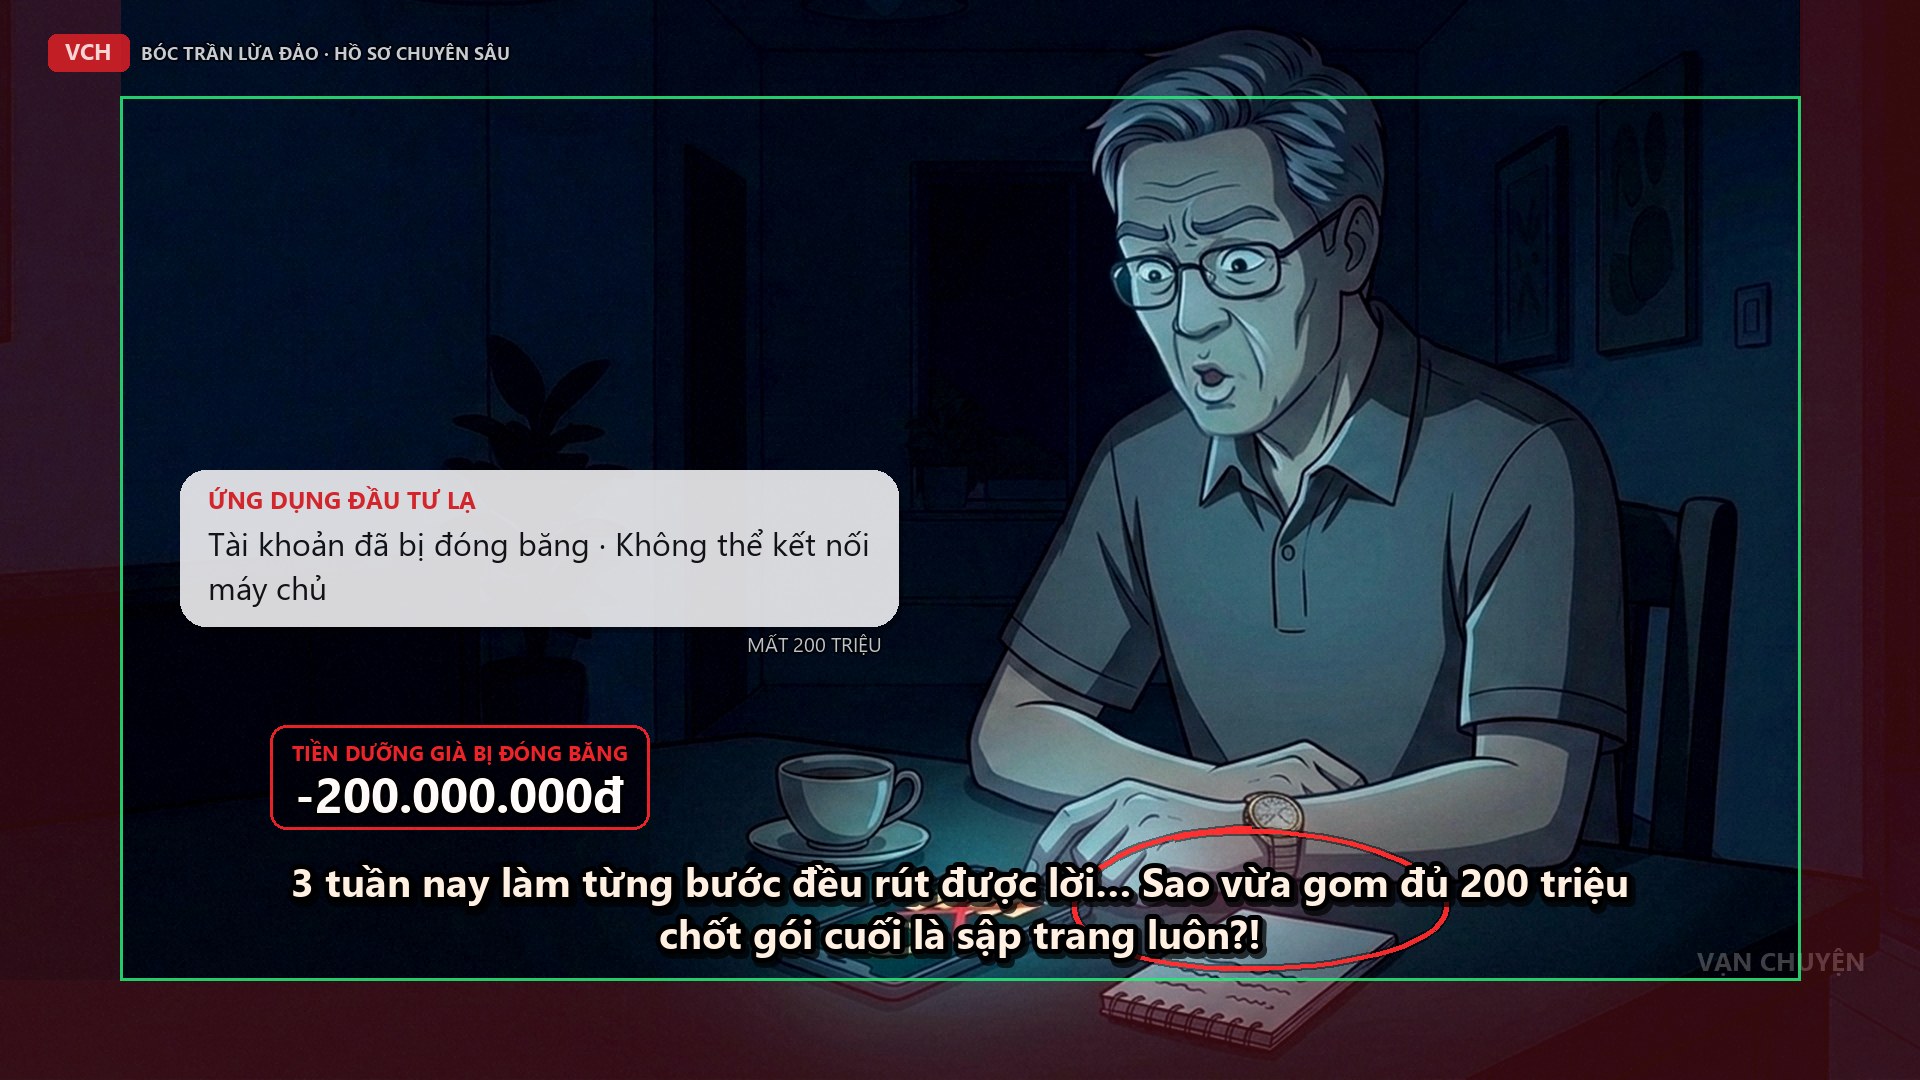 VCH BÓC TRẦN LỪA ĐẢO · HỒ SƠ CHUYÊN SÂU
ỨNG DỤNG ĐẦU TƯ LẠ
Tài khoản đã bị đóng băng · Không thể kết nối
máy chủ
MẤT 200 TRIỆU
TIỀN DƯỠNG GIÀ BỊ ĐÓNG BĂNG
-200.000.000đ
3 tuần nay làm từng bước đều rút được lời... Sao vừa gom đủ 200 triệu
chốt gói cuối là sập trang luôn?!
VẠN CHUYỆN